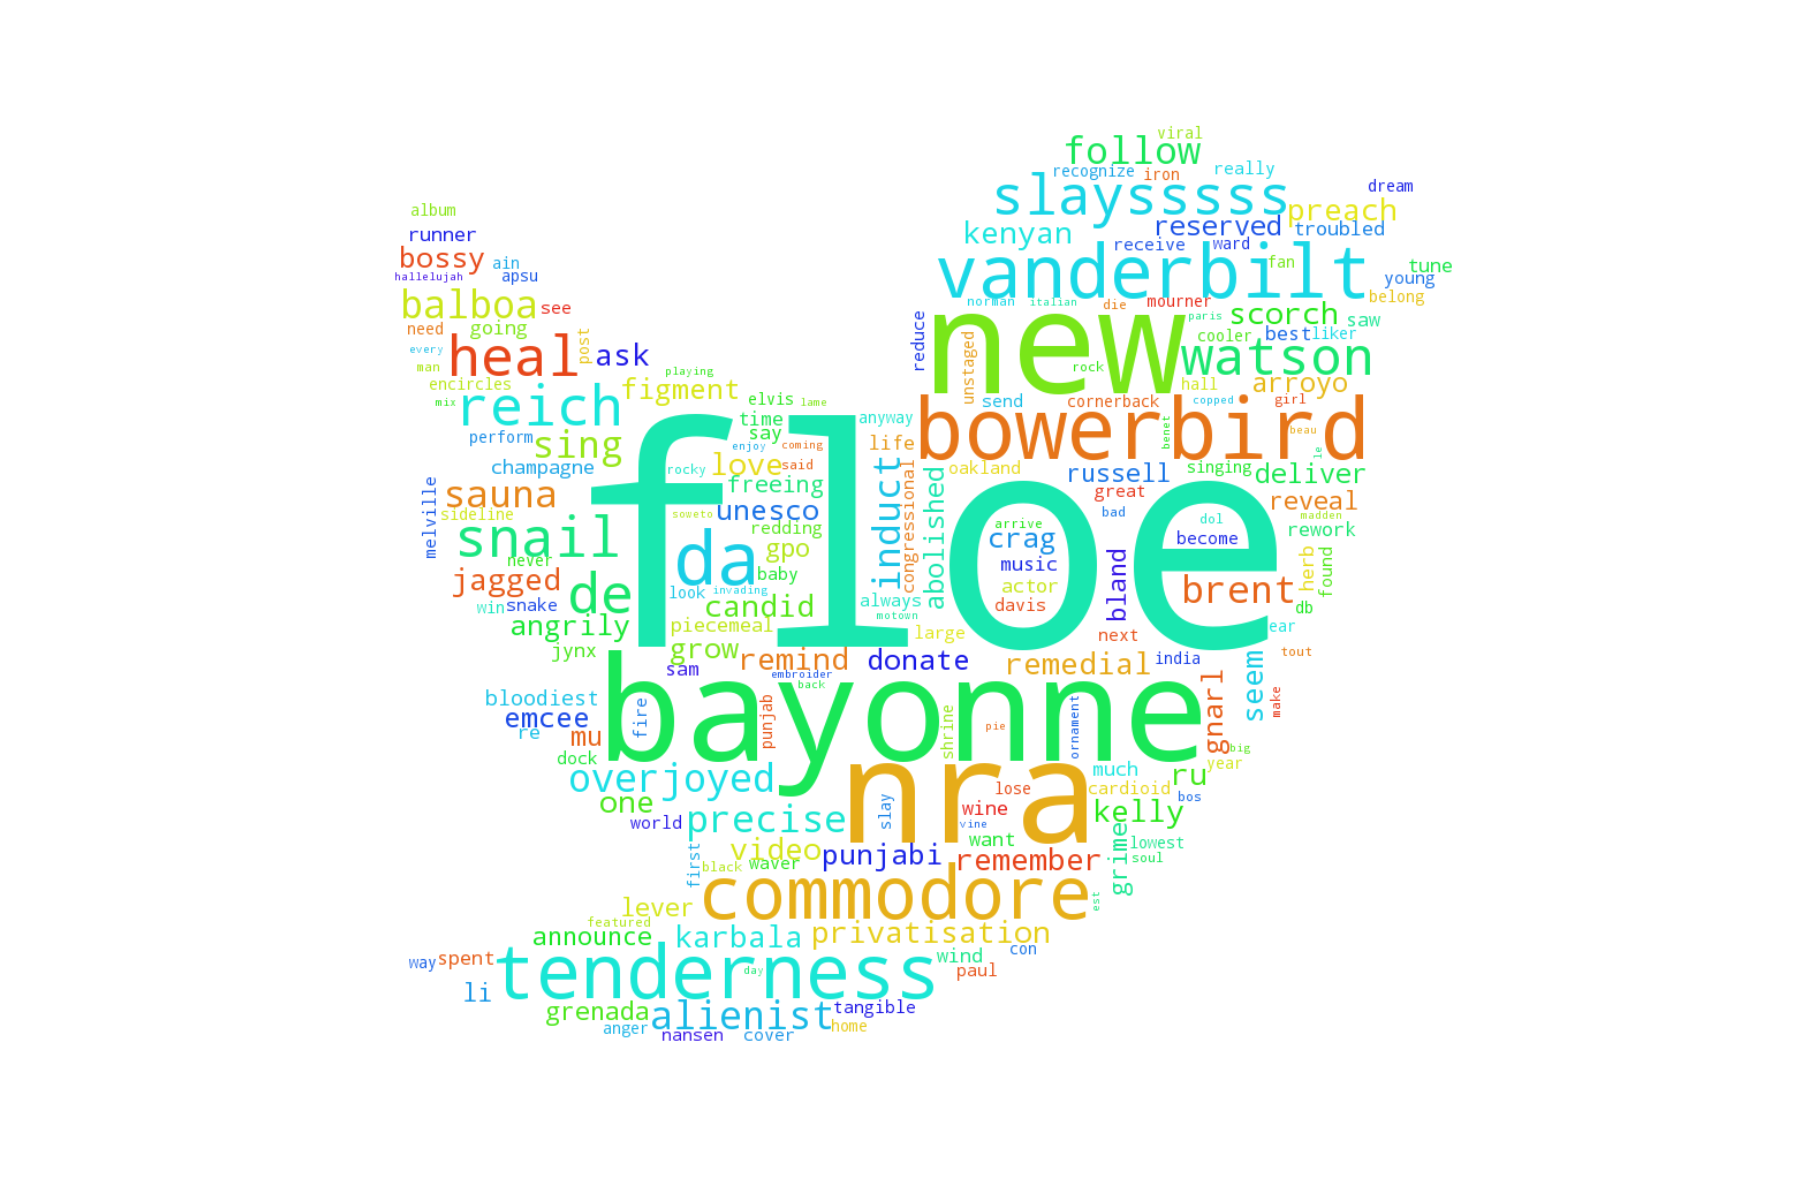 viral
follow
recognize iron really
slaysssss dream
album preach
runner kenyan reserved troubled
bossy ain receive ward
hallelujah apsu vanderbilt fan tune
young
balboa see norman italian die mourner belong
need going new paris scorch saw
every heal post ask reduce cooler best liker
man playing unstaged rock watson
encircles figment hall arroyo
mix reich elvis lame send cornerback copped girl
perform sing time say anyway bowerbird benet beau
enjoy coming life le
champagne rocky love said oakland russell singing deliver
melville sauna freeing congressional great reveal
sideline soweto unesco induct abolished bad madden
snail redding arrive dol rework
never da gpo crag become
jagged baby floe music herb found
de look invading actor bland brent
win snake candid always davis db
angrily piecemeal motown large next ear
jynx grow remind donate remedial india tout
sam embroider seem
bloodiest back gnarl make
emcee fire punjab bayonne shrine pie ornament
re mu big
dock overjoyed nra much ru year
one lose cardioid bos
world precise slay wine kelly
vine
video want grime lowest
first black waver punjabi remember soul
commodore est
lever
featured
announce karbala privatisation
way spent tenderness day wind paul con
li
grenada alienist tangible
anger nansen cover home